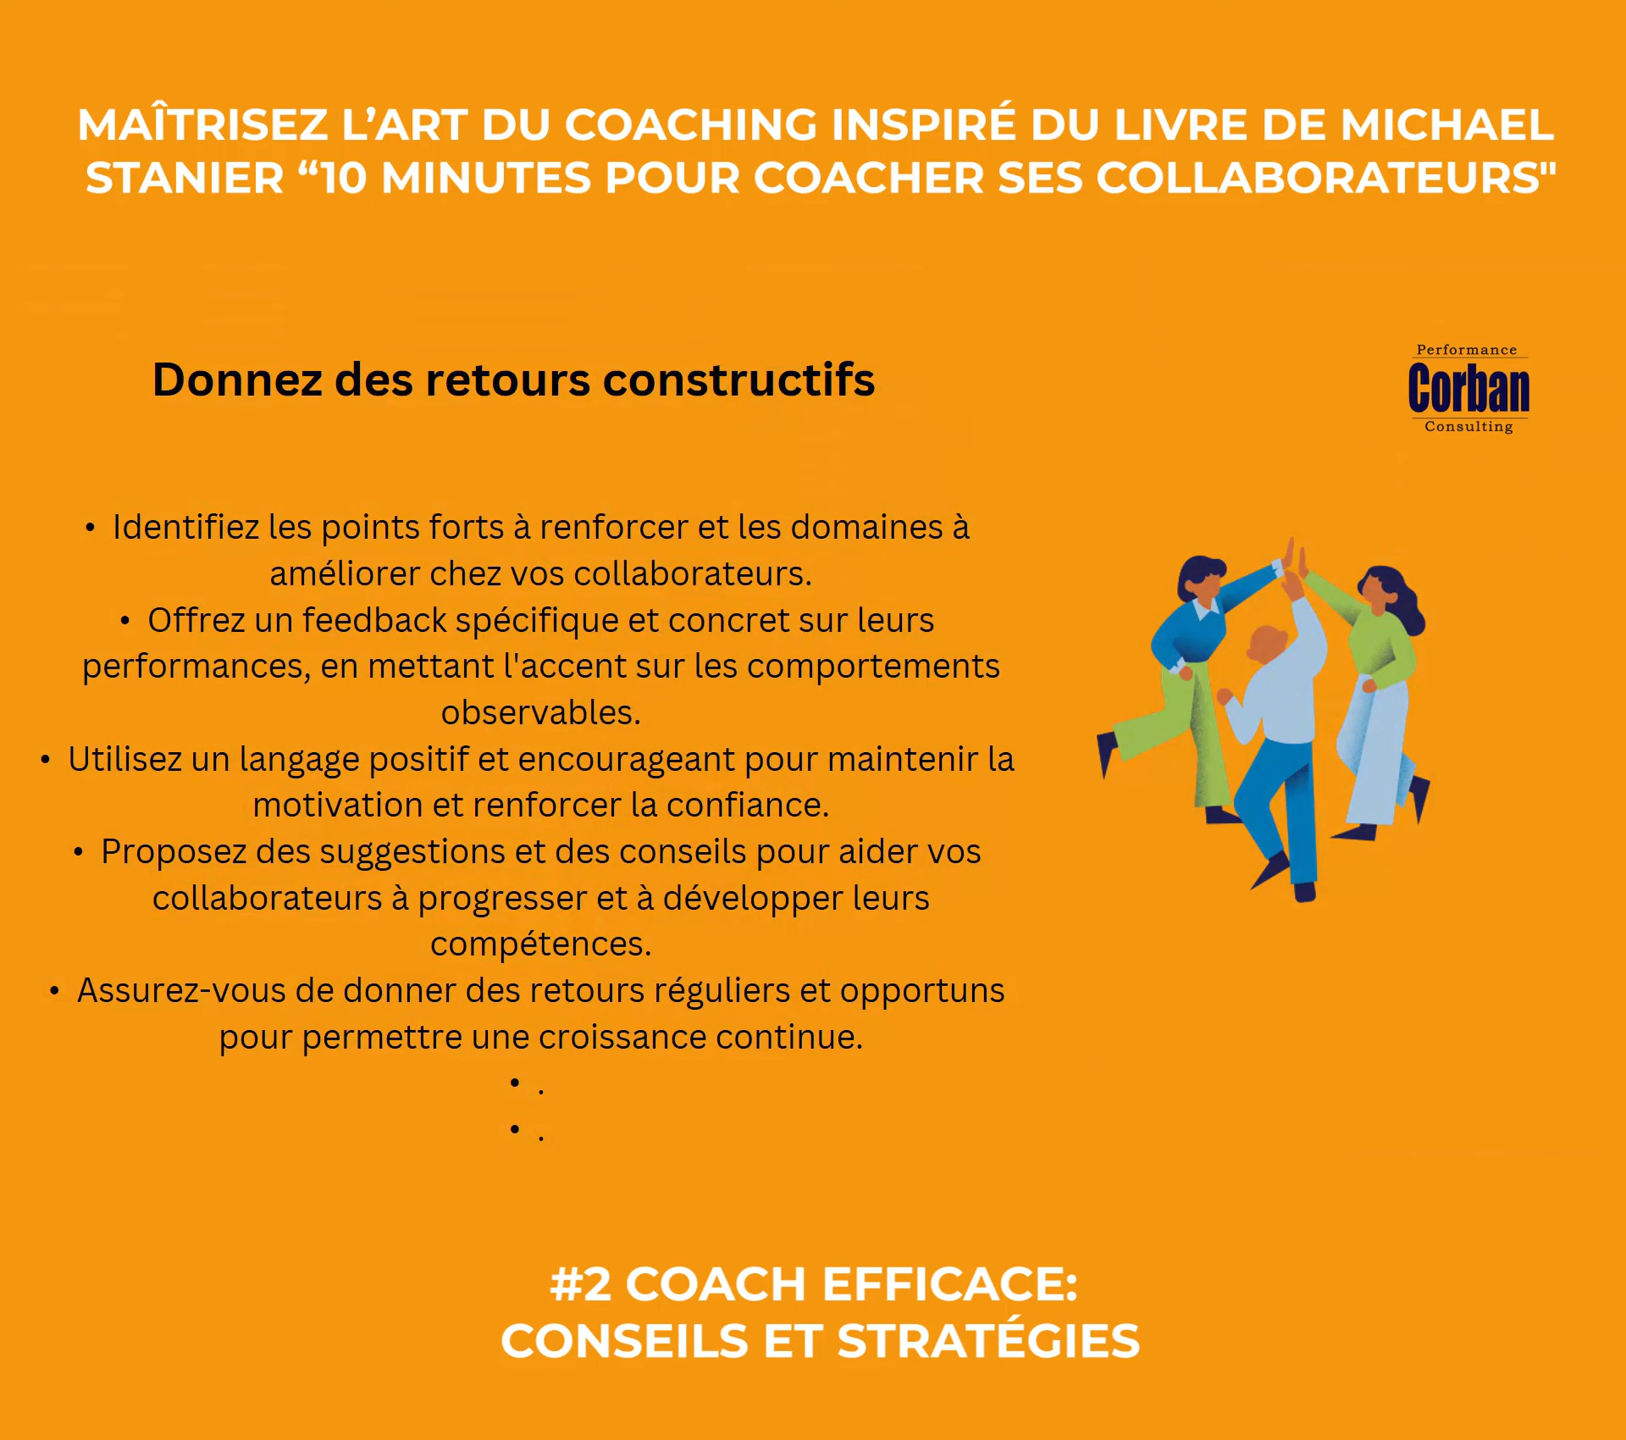 MAÎTRISEZ L’ART DU COACHING INSPIRÉ DU LIVRE DE MICHAEL
STANIER “10 MINUTES POUR COACHER SES COLLABORATEURS"
Donnez des retours constructifs
Performance
Corban
Consulting
• Identifiez les points forts à renforcer et les domaines à
améliorer chez vos collaborateurs.
• Offrez un feedback spécifique et concret sur leurs
performances, en mettant l'accent sur les comportements
observables.
• Utilisez un langage positif et encourageant pour maintenir la
motivation et renforcer la confiance.
• Proposez des suggestions et des conseils pour aider vos
collaborateurs à progresser et à développer leurs
compétences.
• Assurez-vous de donner des retours réguliers et opportuns
pour permettre une croissance continue.
• .
• .
#2 COACH EFFICACE:
CONSEILS ET STRATÉGIES